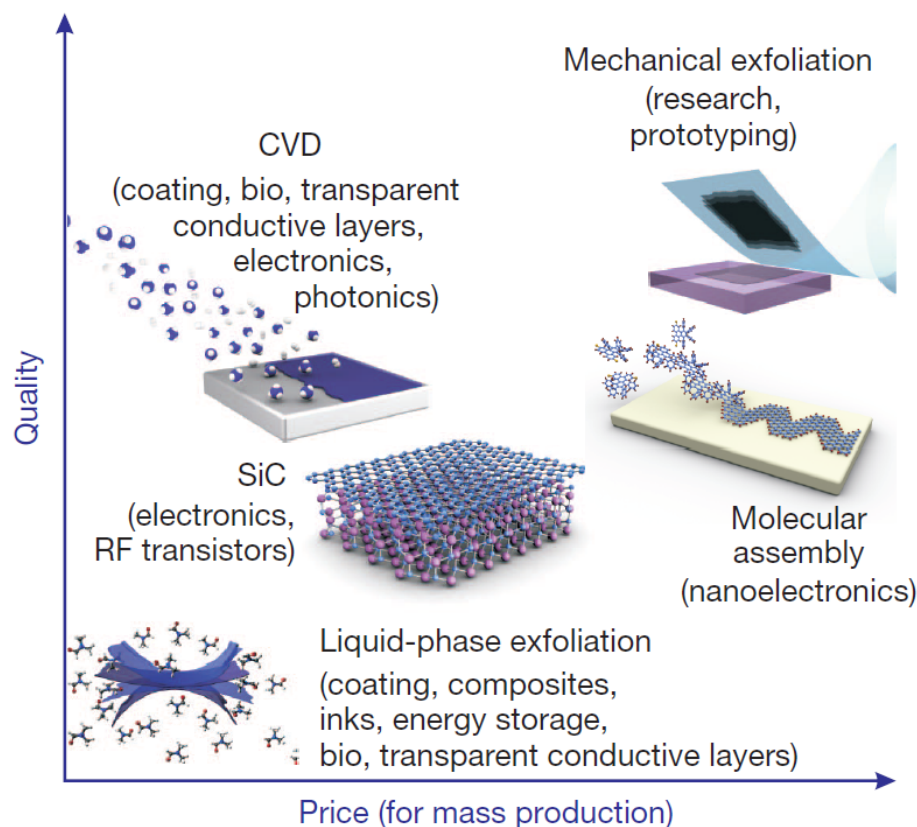 Quality
Mechanical exfoliation
(research,
prototyping)
CVD
(coating, bio, transparent
conductive layers,
electronics,
photonics)
SiC
(electronics,
RF transistors)
Molecular
assembly
(nanoelectronics)
Liquid-phase exfoliation
(coating, composites,
inks, energy storage,
bio, transparent conductive layers)
Price (for mass production)